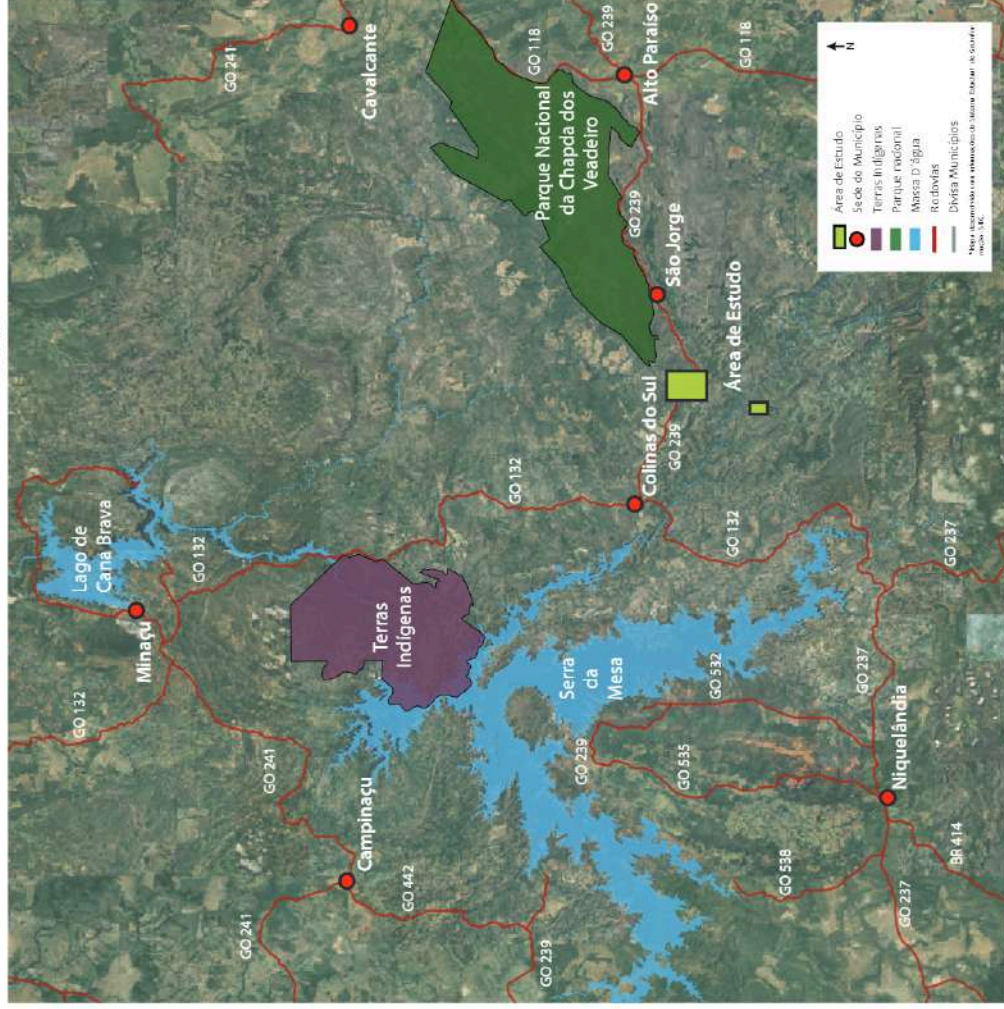 GO 132
Lago de
Cana Brava
Minaçu
GO 132
GO 241
GO 241
GO 241
Campinaçu
Cavalcante
Terras
Indígenas
GO 442
GO 132
GO 118
Parque Nacional
da Chapda dos
Veadeiro
GO 239
Serra
da
Mesa
GO 239
GO 239
GO 239
Colinas do Sul
Alto Paraíso
São Jorge
GO 239
GO 535
GO 532
GO 132
Área de Estudo
GO 118
GO 538
GO 237
Niquelândia
GO 237
BR 414
GO 237
N
Área de Estudo
Sede do Município
Terras Indígenas
Parque nacional
Massa D'água
Rodovias
Divisa Municípios